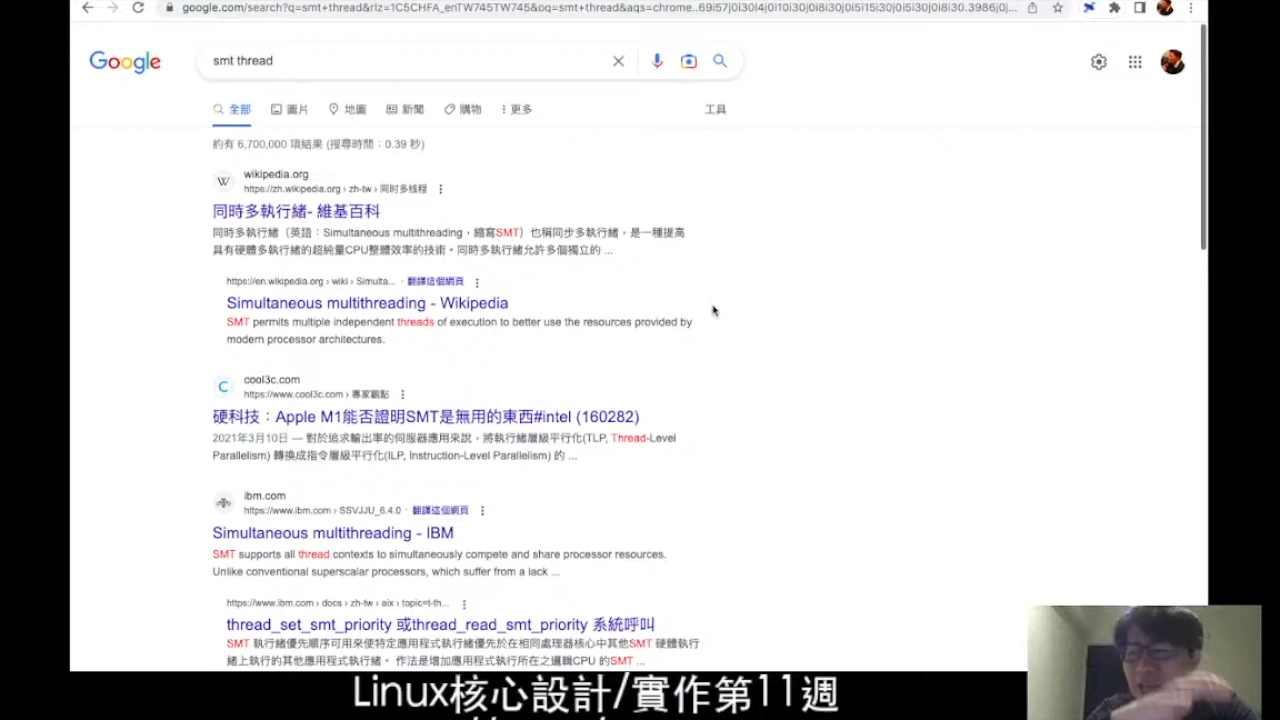 google.com/search?q=smt+thread&rlz=1C5CHFA_enTW745TW745&oq=smt+thread&aqs=chrome..69i57j0i30l4j0i10i30j0i8i30j0i5i15i30j0i5i30j0i8i30.3986j0j...
Google
smt thread
全部 圖片 地圖 新聞 購物 更多 工具
約有 6,700,000 項結果 (搜尋時間：0.39 秒)
wikipedia.org
https://zh.wikipedia.org › zh-tw › 同时多线程
同時多執行緒- 維基百科
同時多執行緒（英語：Simultaneous multithreading，縮寫SMT）也稱同步多執行緒，是一種提高
具有硬體多執行緒的超純量CPU整體效率的技術。同時多執行緒允許多個獨立的 ...
https://en.wikipedia.org › wiki › Simulta... · 翻譯這個網頁
Simultaneous multithreading - Wikipedia
SMT permits multiple independent threads of execution to better use the resources provided by
modern processor architectures.
cool3c.com
https://www.cool3c.com › 專家觀點
硬科技：Apple M1能否證明SMT是無用的東西#intel (160282)
2021年3月10日 — 對於追求輸出率的伺服器應用來說，將執行緒層級平行化(TLP, Thread-Level
Parallelism) 轉換成指令層級平行化(ILP, Instruction-Level Parallelism) 的 ...
ibm.com
https://www.ibm.com › SSVJJU_6.4.0 · 翻譯這個網頁
Simultaneous multithreading - IBM
SMT supports all thread contexts to simultaneously compete and share processor resources.
Unlike conventional superscalar processors, which suffer from a lack ...
https://www.ibm.com › docs › zh-tw › aix › topic=t-th...
thread_set_smt_priority 或thread_read_smt_priority 系統呼叫
SMT 執行緒優先順序可用來使特定應用程式執行緒優先於在相同處理器核心中其他SMT 硬體執行
緒上執行的其他應用程式執行緒。 作法是增加應用程式執行所在之邏輯CPU 的SMT ...
Linux核心設計/實作第11週